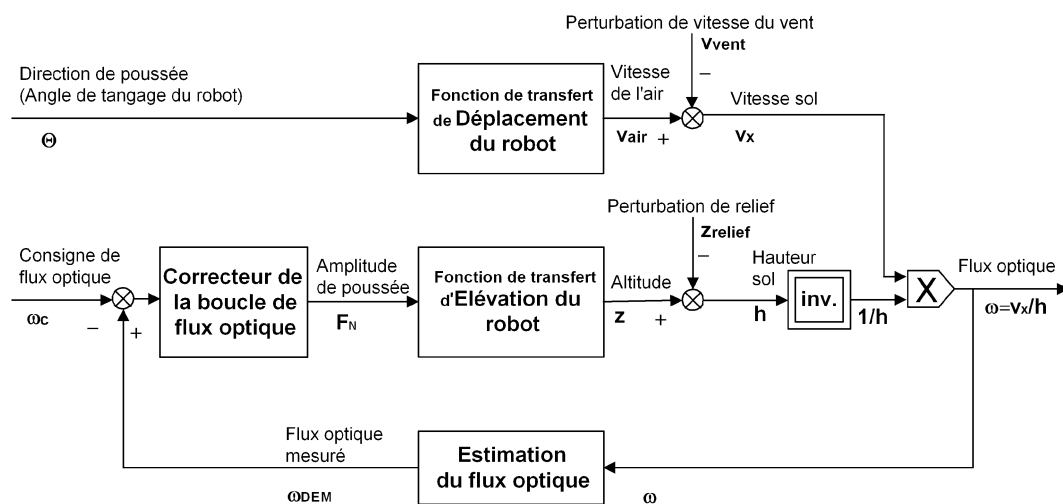 Perturbation de vitesse du vent
Vvent
−
Direction de poussée
(Angle de tangage du robot)
Θ
Fonction de transfert
de Déplacement
du robot
Vitesse
de l'air
Vair +
Vitesse sol
Vx
Perturbation de relief
Zrelief
−
Consigne de
flux optique
ωc
−
+
Correcteur de
la boucle de
flux optique
Amplitude
de poussée
FN
Fonction de transfert
d'Elévation du
robot
Altitude
z +
Hauteur
sol
h
inv.
1/h
X
Flux optique
ω=vx/h
Flux optique
mesuré
ωDEM
Estimation
du flux optique
ω